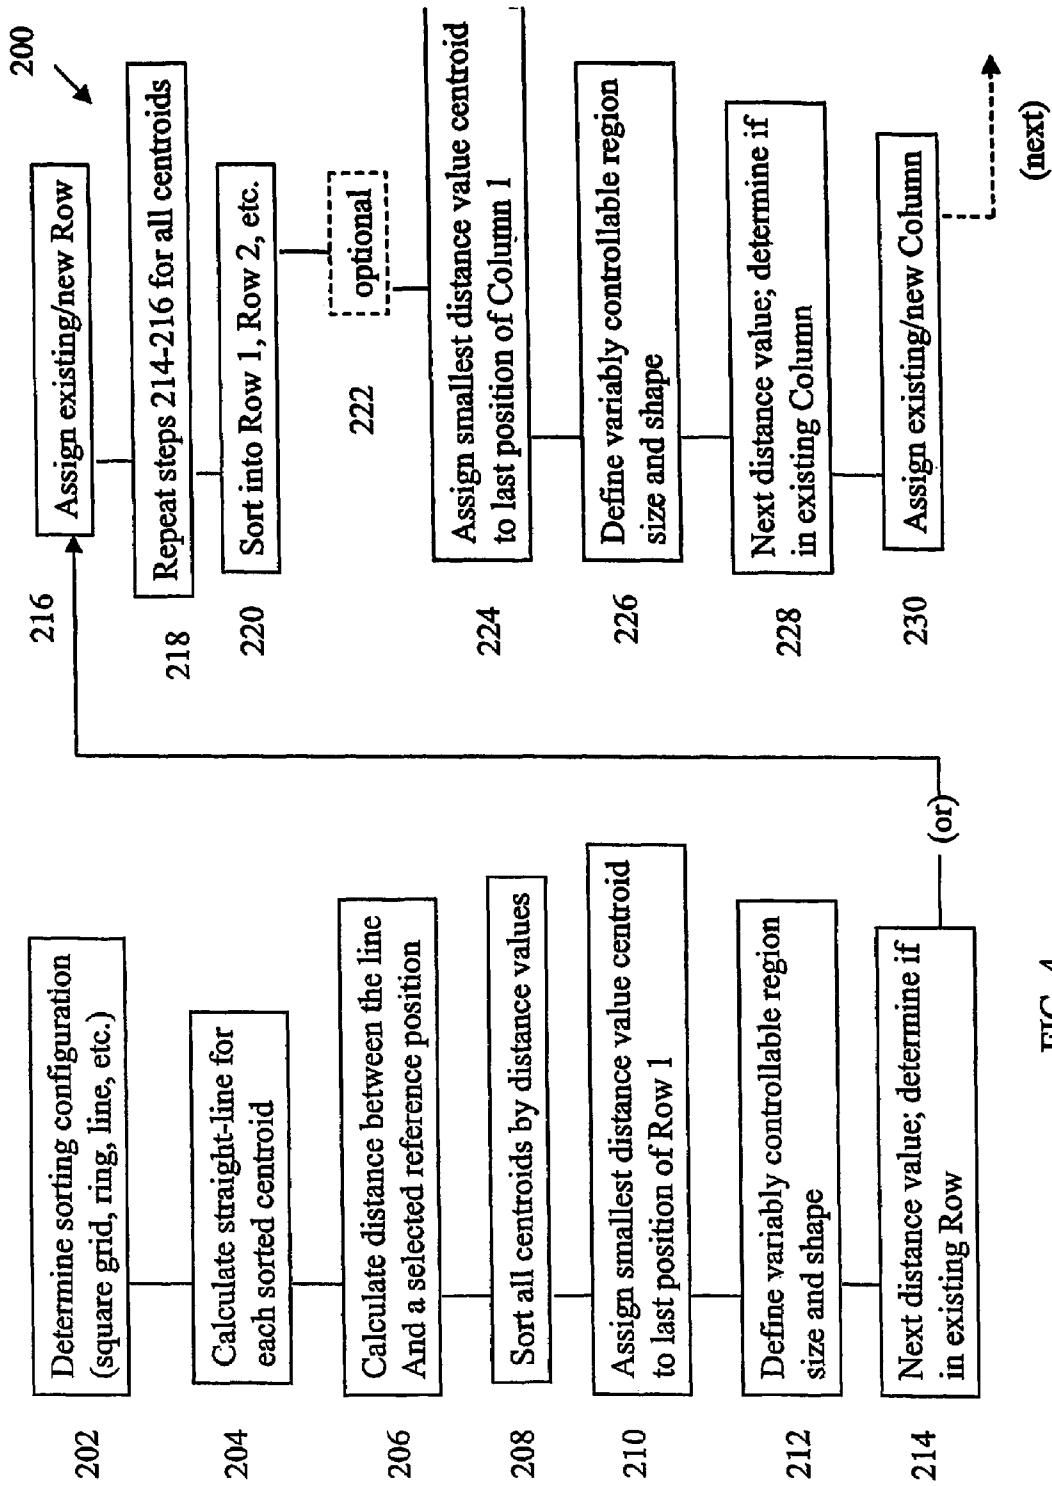 200
202
Determine sorting configuration
(square grid, ring, line, etc.)
204
Calculate straight-line for
each sorted centroid
206
Calculate distance between the line
And a selected reference position
208
Sort all centroids by distance values
210
Assign smallest distance value centroid
to last position of Row 1
212
Define variably controllable region
size and shape
214
Next distance value; determine if
in existing Row
(or)
216
Assign existing/new Row
218
Repeat steps 214-216 for all centroids
220
Sort into Row 1, Row 2, etc.
222
optional
224
Assign smallest distance value centroid
to last position of Column 1
226
Define variably controllable region
size and shape
228
Next distance value; determine if
in existing Column
230
Assign existing/new Column
(next)